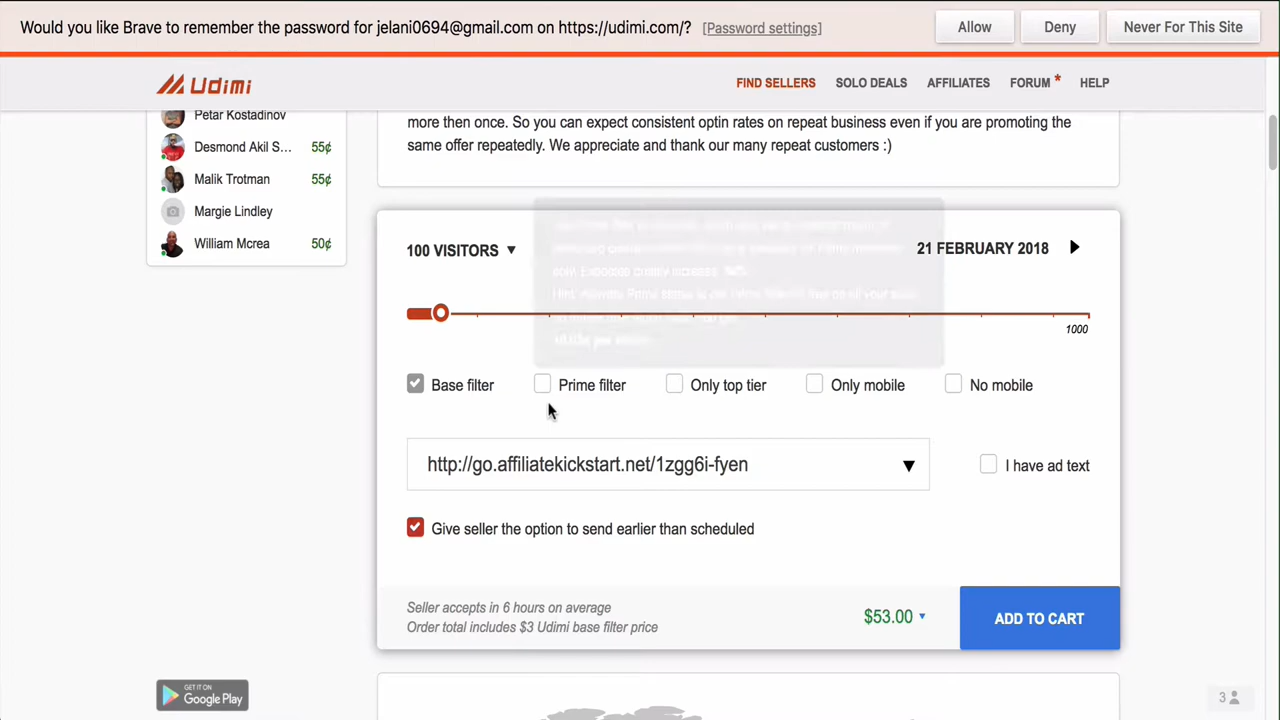 Would you like Brave to remember the password for jelani0694@gmail.com on https://udimi.com/? [Password settings] Allow Deny Never For This Site
Udimi FIND SELLERS SOLO DEALS AFFILIATES FORUM * HELP
Petar Kostadinov
Desmond Akil S... 55¢
Malik Trotman 55¢
Margie Lindley
William Mcrea 50¢
more then once. So you can expect consistent optin rates on repeat business even if you are promoting the
same offer repeatedly. We appreciate and thank our many repeat customers :)
100 VISITORS ▼ 21 FEBRUARY 2018
1000
Base filter Prime filter Only top tier Only mobile No mobile
http://go.affiliatekickstart.net/1zgg6i-fyen I have ad text
Give seller the option to send earlier than scheduled
Seller accepts in 6 hours on average
Order total includes $3 Udimi base filter price
$53.00 ADD TO CART
GET IT ON
Google Play
3